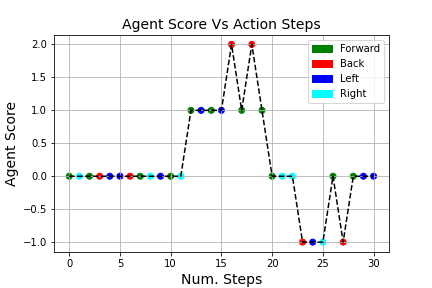 Agent Score Vs Action Steps
Agent Score
2.0
1.5
1.0
0.5
0.0
−0.5
−1.0
Forward
Back
Left
Right
0 5 10 15 20 25 30
Num. Steps